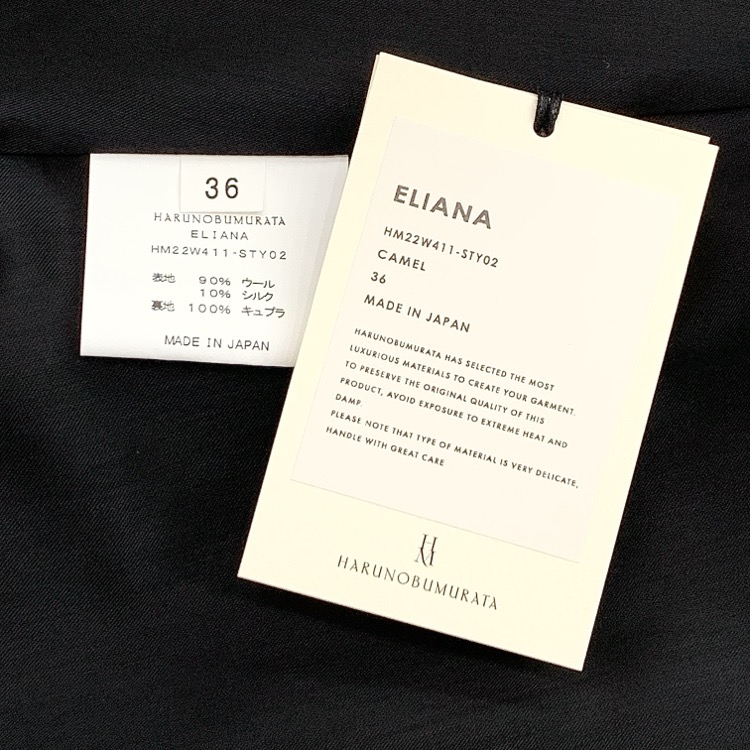 36
HARUNOBUMURATA
ELIANA
HM22W411-STY02
表地 90% ウール
10% シルク
裏地 100% キュプラ
MADE IN JAPAN
ELIANA
HM22W411-STY02
CAMEL
36
MADE IN JAPAN
HARUNOBUMURATA HAS SELECTED THE MOST
LUXURIOUS MATERIALS TO CREATE YOUR GARMENT.
TO PRESERVE THE ORIGINAL QUALITY OF THIS
PRODUCT, AVOID EXPOSURE TO EXTREME HEAT AND
DAMP.
PLEASE NOTE THAT TYPE OF MATERIAL IS VERY DELICATE,
HANDLE WITH GREAT CARE
HM
HARUNOBUMURATA